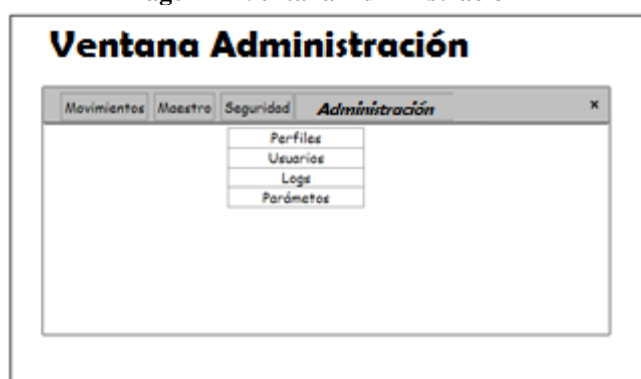 Ventana Administración
Movimientos Maestro Seguridad Administración x
Perfiles
Usuarios
Logs
Parámetos